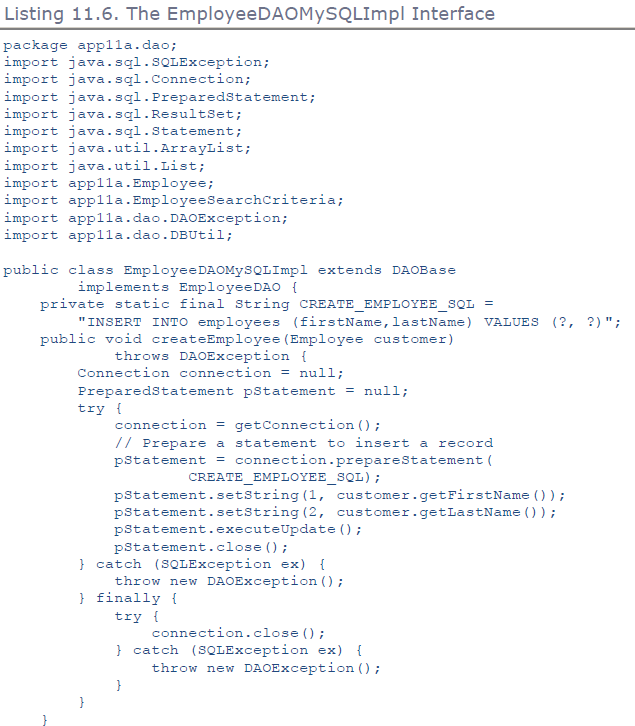 Listing 11.6. The EmployeeDAOMySQLImpl Interface
package app11a.dao;
import java.sql.SQLException;
import java.sql.Connection;
import java.sql.PreparedStatement;
import java.sql.ResultSet;
import java.sql.Statement;
import java.util.ArrayList;
import java.util.List;
import app11a.Employee;
import app11a.EmployeeSearchCriteria;
import app11a.dao.DAOException;
import app11a.dao.DBUtil;

public class EmployeeDAOMySQLImpl extends DAOBase
        implements EmployeeDAO {
    private static final String CREATE_EMPLOYEE_SQL =
        "INSERT INTO employees (firstName,lastName) VALUES (?, ?)";
    public void createEmployee(Employee customer)
            throws DAOException {
        Connection connection = null;
        PreparedStatement pStatement = null;
        try {
            connection = getConnection();
            // Prepare a statement to insert a record
            pStatement = connection.prepareStatement(
                    CREATE_EMPLOYEE_SQL);
            pStatement.setString(1, customer.getFirstName());
            pStatement.setString(2, customer.getLastName());
            pStatement.executeUpdate();
            pStatement.close();
        } catch (SQLException ex) {
            throw new DAOException();
        } finally {
            try {
                connection.close();
            } catch (SQLException ex) {
                throw new DAOException();
            }
        }
    }